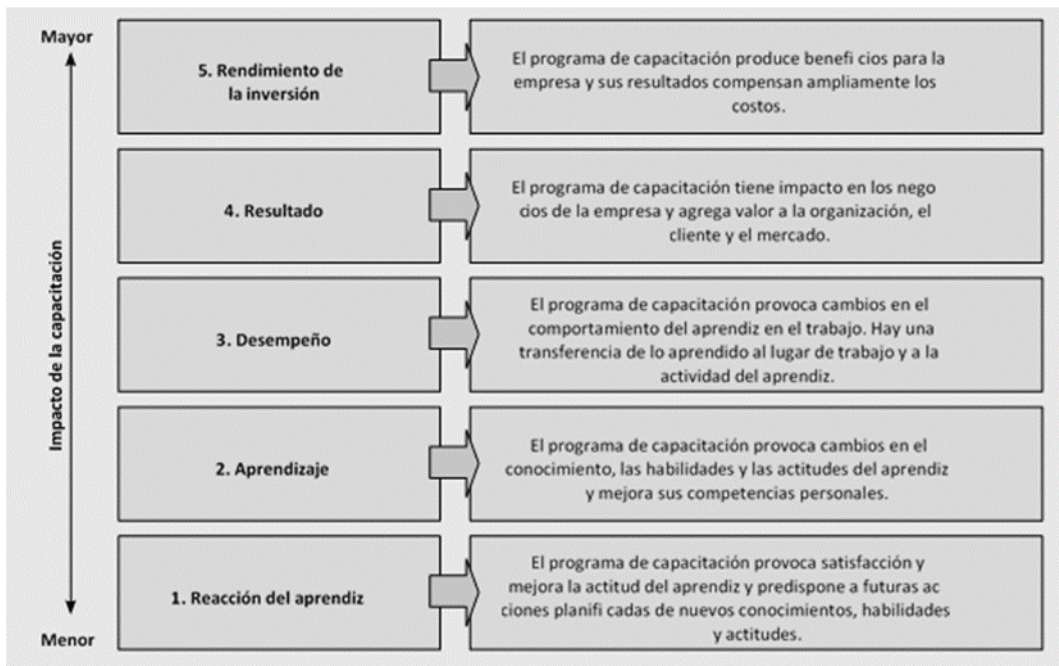 Mayor
Impacto de la capacitación
Menor
5. Rendimiento de
la inversión
El programa de capacitación produce benefi cios para la
empresa y sus resultados compensan ampliamente los
costos.
4. Resultado
El programa de capacitación tiene impacto en los nego
cios de la empresa y agrega valor a la organización, el
cliente y el mercado.
3. Desempeño
El programa de capacitación provoca cambios en el
comportamiento del aprendiz en el trabajo. Hay una
transferencia de lo aprendido al lugar de trabajo y a la
actividad del aprendiz.
2. Aprendizaje
El programa de capacitación provoca cambios en el
conocimiento, las habilidades y las actitudes del aprendiz
y mejora sus competencias personales.
1. Reacción del aprendiz
El programa de capacitación provoca satisfacción y
mejora la actitud del aprendiz y predispone a futuras ac
ciones planifi cadas de nuevos conocimientos, habilidades
y actitudes.